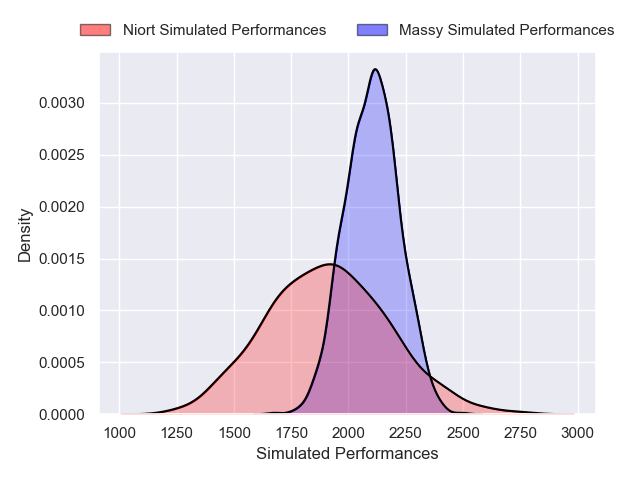 Niort Simulated Performances Massy Simulated Performances
0.0030
0.0025
0.0020
0.0015
0.0010
0.0005
0.0000
Density
1000 1250 1500 1750 2000 2250 2500 2750 3000
Simulated Performances